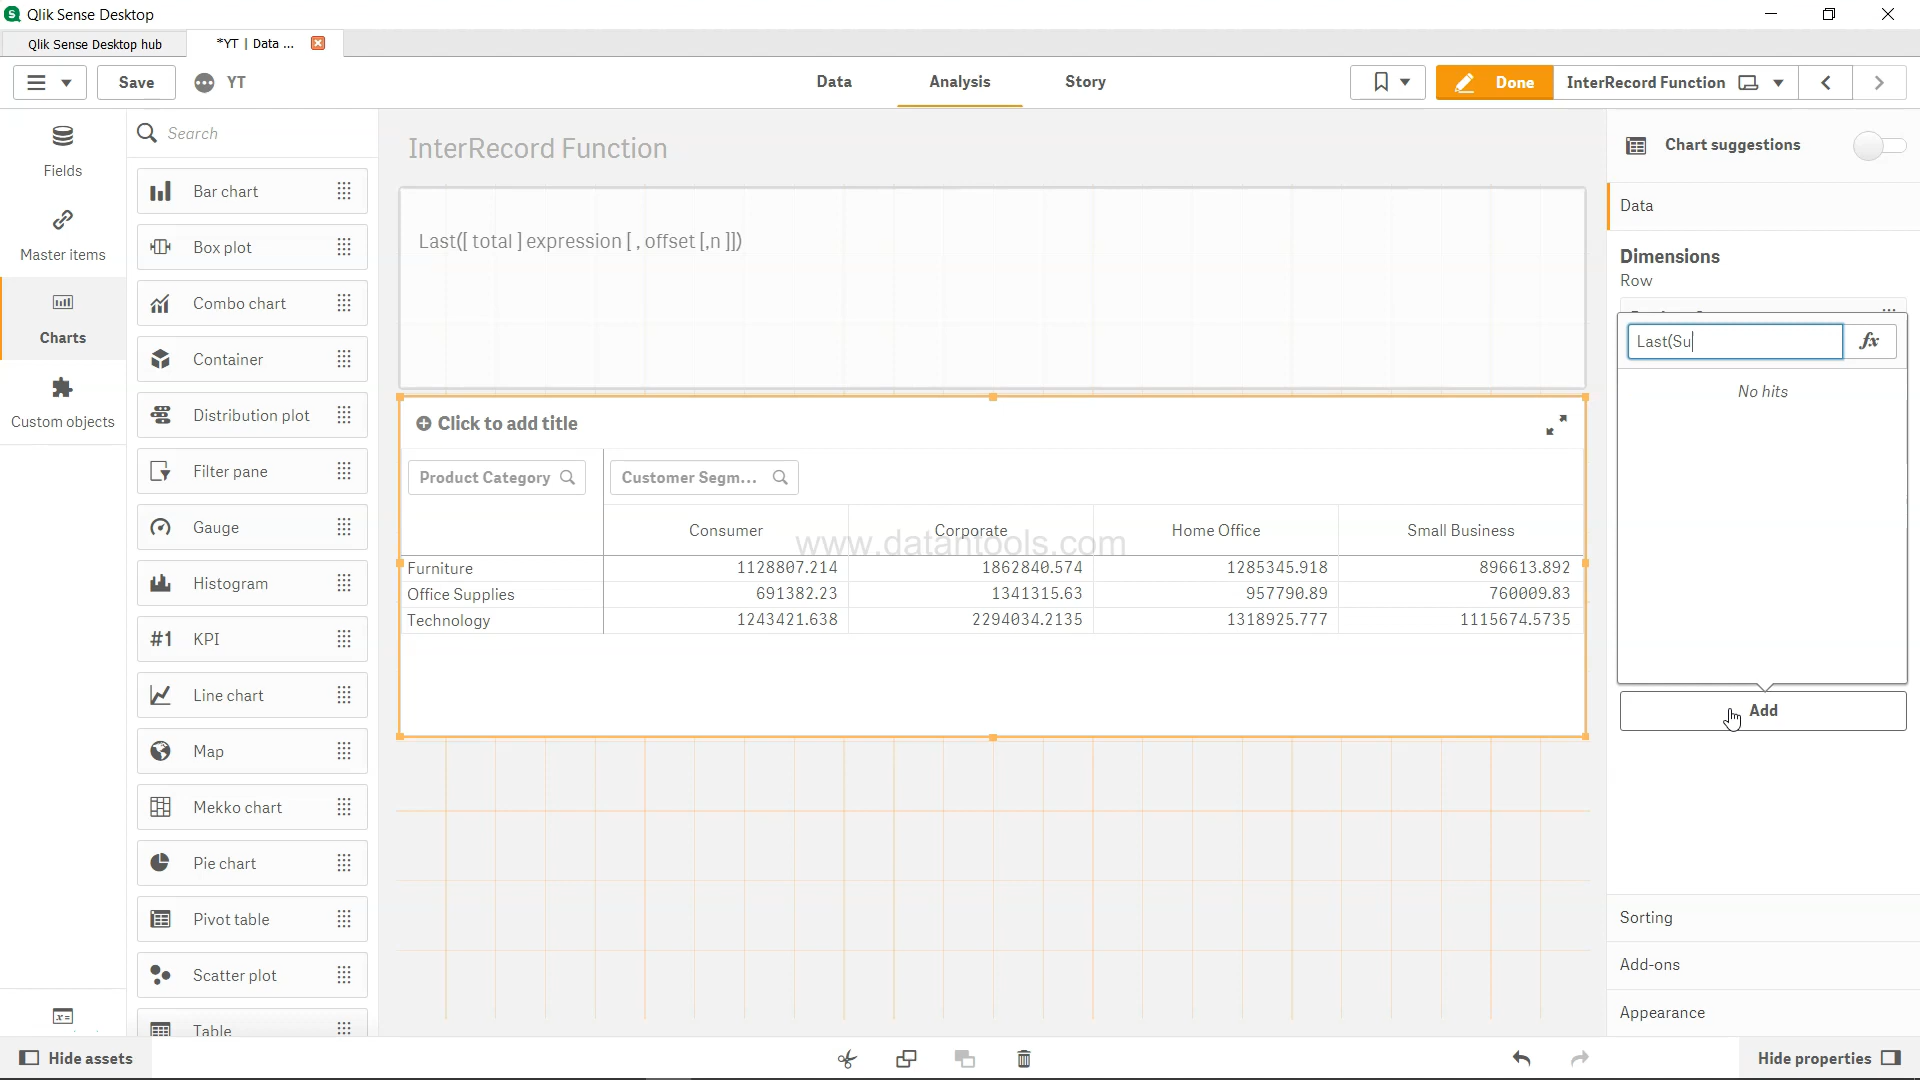 Qlik Sense Desktop
Qlik Sense Desktop hub
*YT | Data ...
Save
YT
Data
Analysis
Story
Done
InterRecord Function
Fields
Master items
Charts
Custom objects
Search
Bar chart
Box plot
Combo chart
Container
Distribution plot
Filter pane
Gauge
Histogram
#1 KPI
Line chart
Map
Mekko chart
Pie chart
Pivot table
Scatter plot
Table
InterRecord Function
Last([ total ] expression [ , offset [,n ]])
Click to add title
Product Category
Customer Segm...
Consumer Corporate Home Office Small Business
www.datantools.com
Furniture 1128807.214 1862840.574 1285345.918 896613.892
Office Supplies 691382.23 1341315.63 957790.89 760009.83
Technology 1243421.638 2294034.2135 1318925.777 1115674.5735
Chart suggestions
Data
Dimensions
Row
Last(Su
fx
No hits
Add
Sorting
Add-ons
Appearance
Hide assets
Hide properties